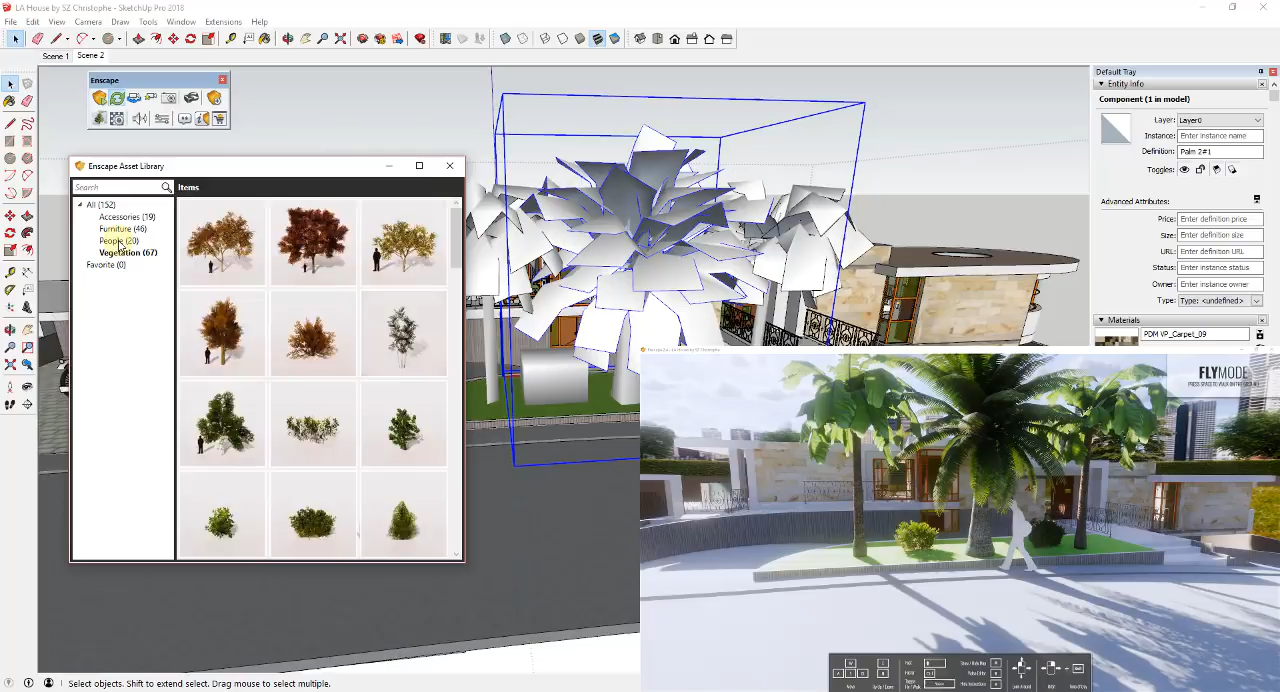 LA House by SZ Christophe - SketchUp Pro 2018
File Edit View Camera Draw Tools Window Extensions Help
Scene 1 Scene 2
Enscape
Enscape Asset Library
Search
Items
All (152)
Accessories (19)
Furniture (46)
People (20)
Vegetation (67)
Favorite (0)
Default Tray
Entity Info
Component (1 in model)
Layer: Layer0
Instance: Enter instance name
Definition: Palm 2#1
Toggles:
Advanced Attributes:
Price: Enter definition price
Size: Enter definition size
URL: Enter definition URL
Status: Enter instance status
Owner: Enter instance owner
Type: Type: <undefined>
Materials
PDM VP_Carpet_09
FLYMODE
Select objects. Shift to extend select. Drag mouse to